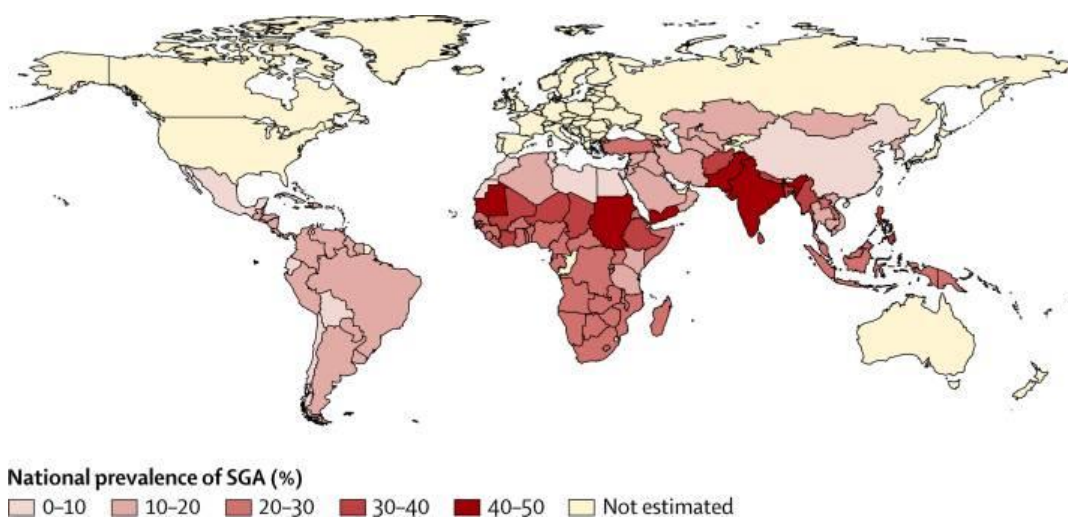 National prevalence of SGA (%)
0–10 10–20 20–30 30–40 40–50 Not estimated